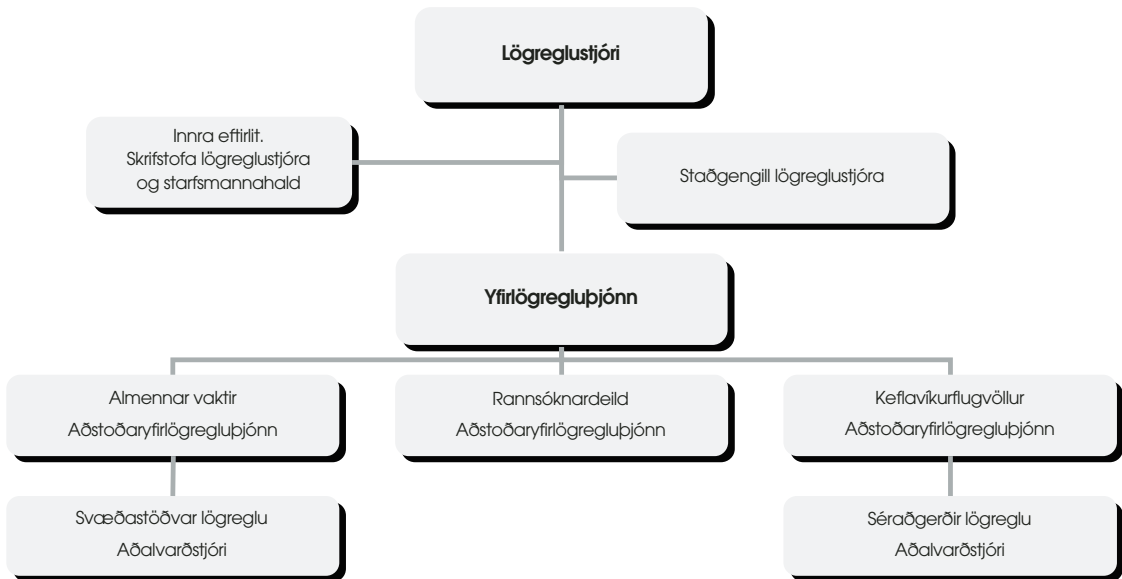 Lögreglustjóri
Innra eftirlit.
Skrifstofa lögreglustjóra
og starfsmannahald
Staðgengill lögreglustjóra
Yfirlögregluþjónn
Almennar vaktir
Aðstoðaryfirlögregluþjónn
Rannsóknardeild
Aðstoðaryfirlögregluþjónn
Keflavíkurflugvöllur
Aðstoðaryfirlögregluþjónn
Svæðastöðvar lögreglu
Aðalvarðstjóri
Séraðgerðir lögreglu
Aðalvarðstjóri